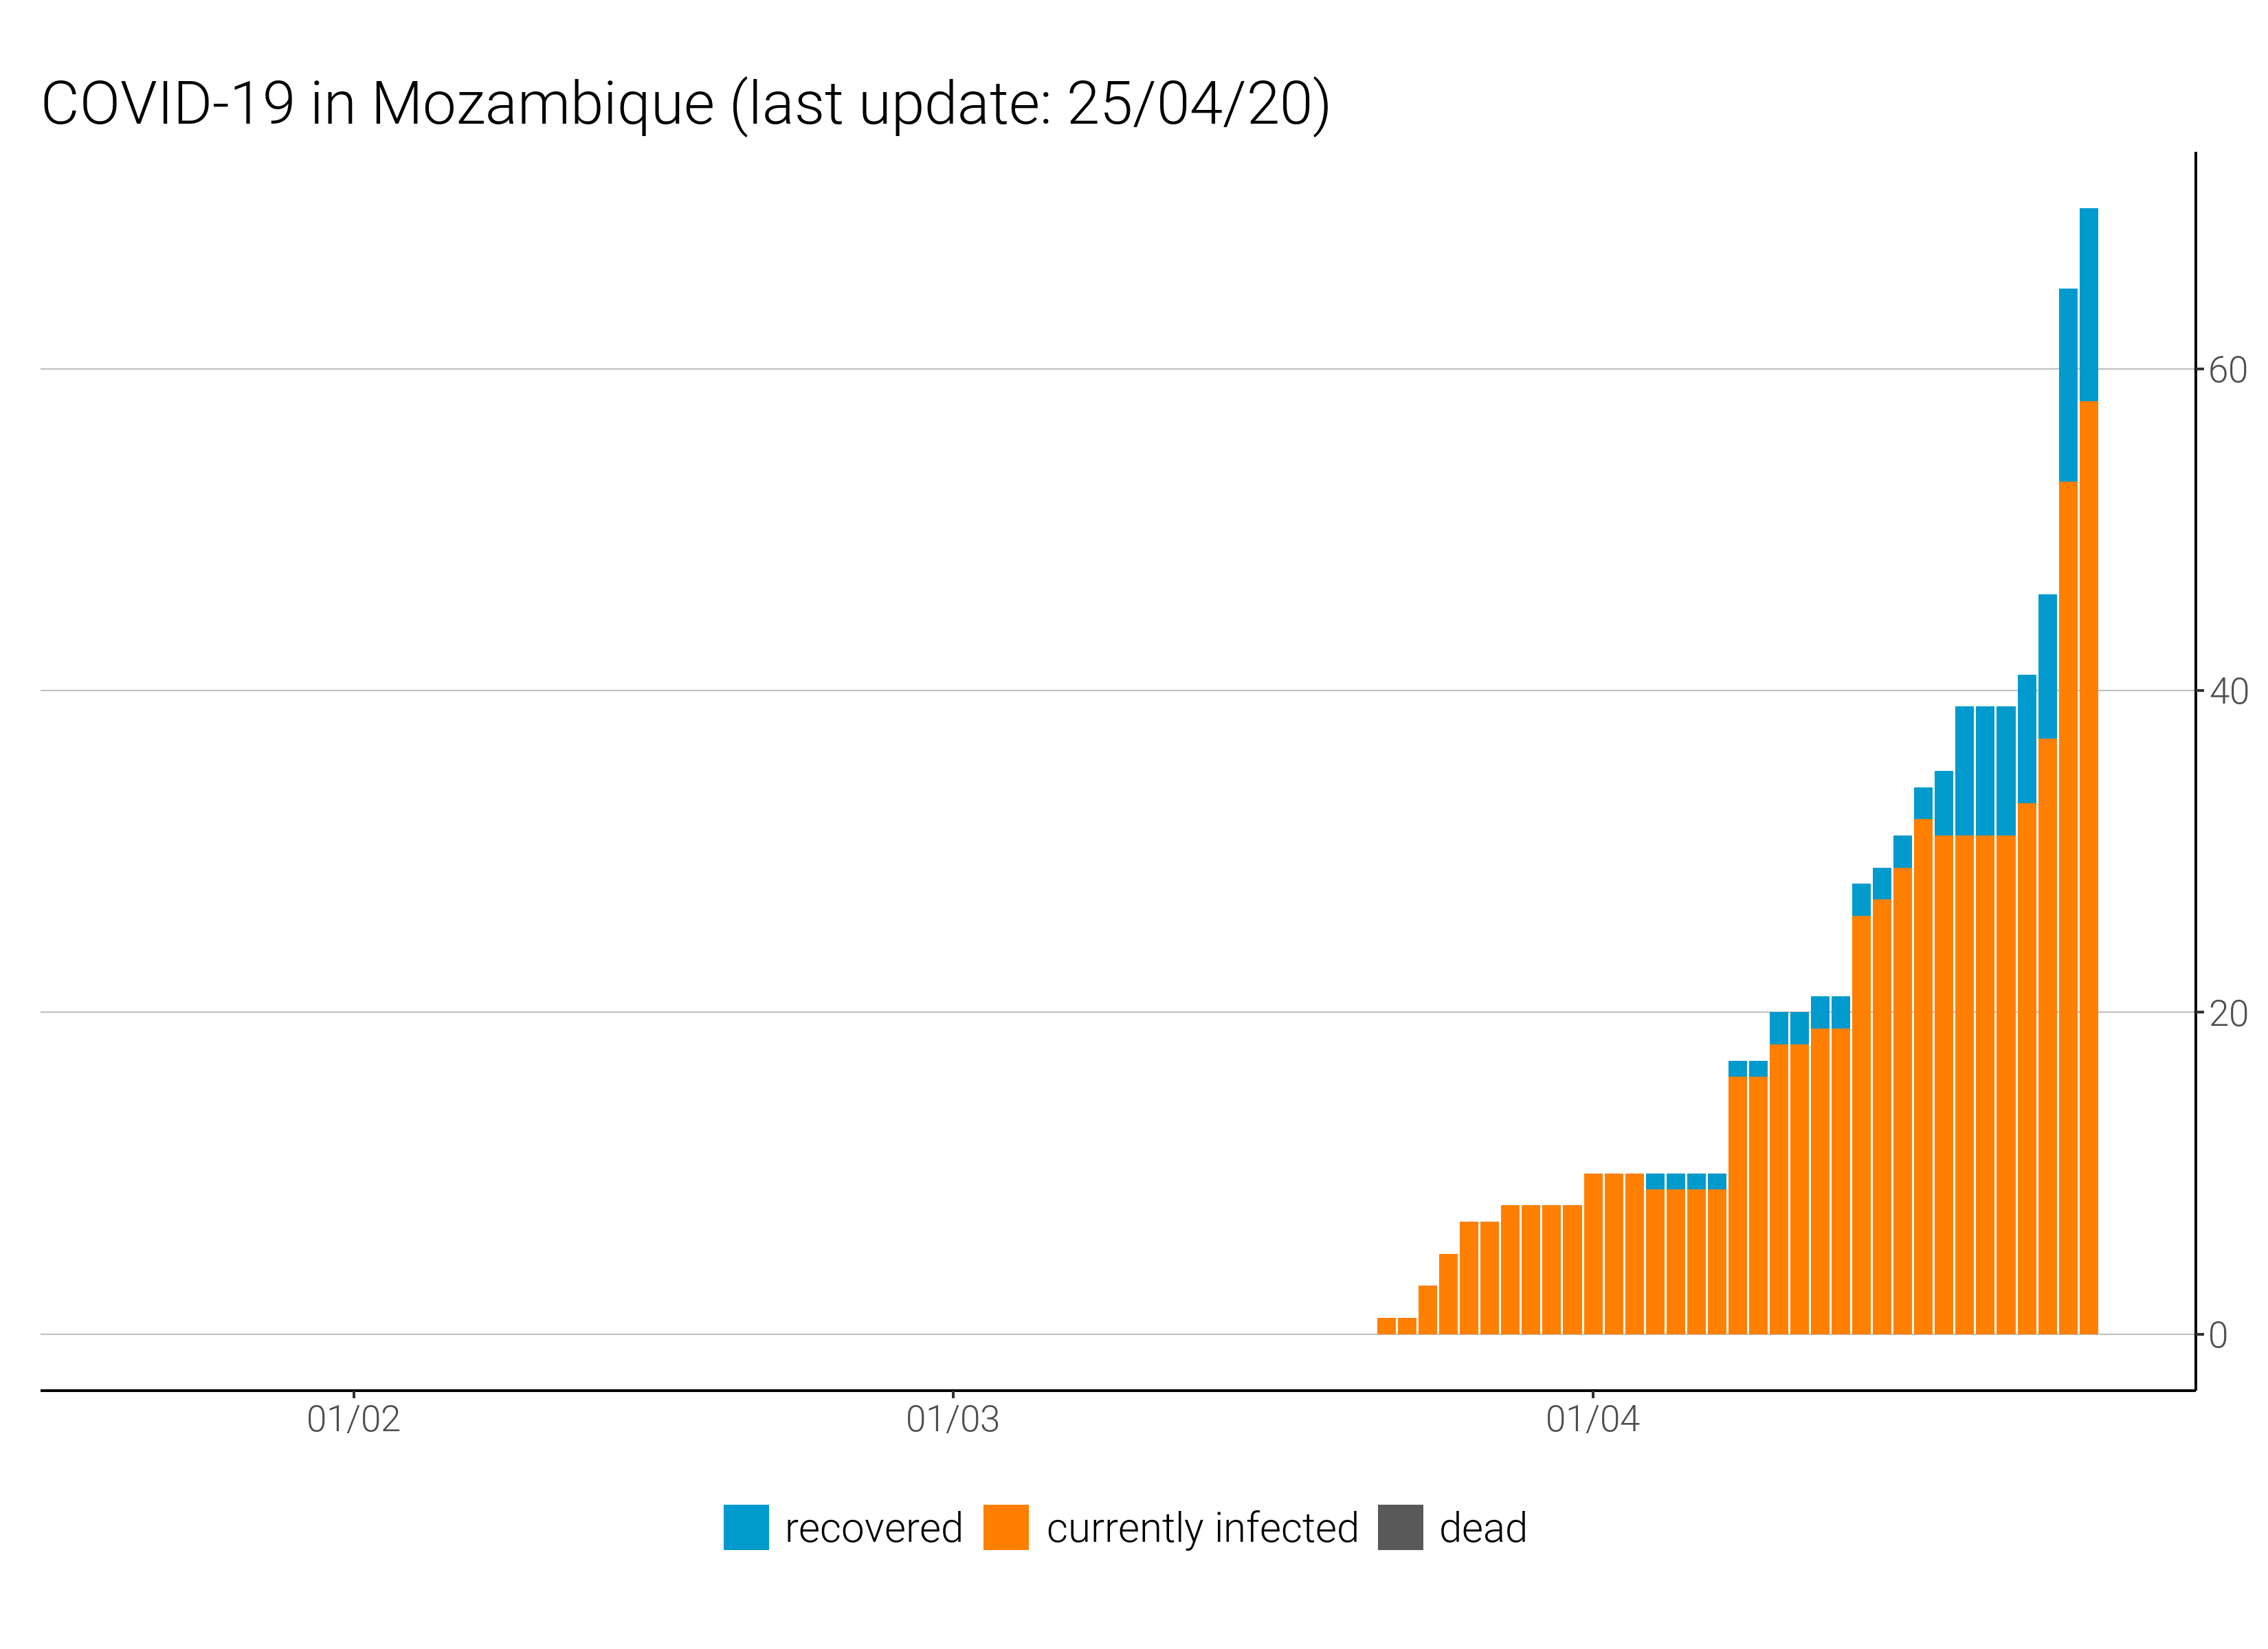 COVID-19 in Mozambique (last update: 25/04/20)
60
40
20
0
01/02 01/03 01/04
recovered currently infected dead